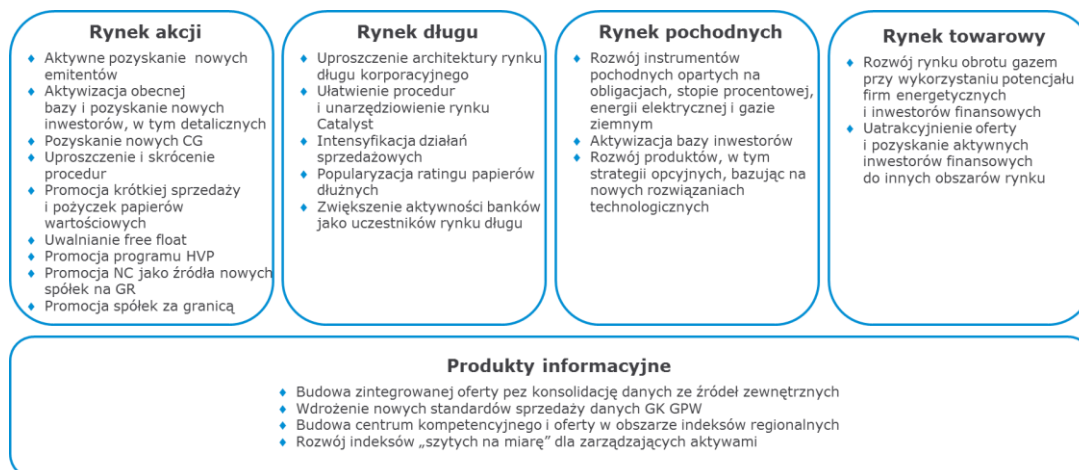 Rynek akcji
♦ Aktywne pozyskanie nowych
emitentów
♦ Aktywizacja obecnej
bazy i pozyskanie nowych
inwestorów, w tym detalicznych
♦ Pozyskanie nowych CG
♦ Uproszczenie i skrócenie
procedur
♦ Promocja krótkiej sprzedaży
i pożyczek papierów
wartościowych
♦ Uwalnianie free float
♦ Promocja programu HVP
♦ Promocja NC jako źródła nowych
spółek na GR
♦ Promocja spółek za granicą
Rynek długu
♦ Uproszczenie architektury rynku
długu korporacyjnego
♦ Ułatwienie procedur
i unarzędziowienie rynku
Catalyst
♦ Intensyfikacja działań
sprzedażowych
♦ Popularyzacja ratingu papierów
dłużnych
♦ Zwiększenie aktywności banków
jako uczestników rynku długu
Rynek pochodnych
♦ Rozwój instrumentów
pochodnych opartych na
obligacjach, stopie procentowej,
energii elektrycznej i gazie
ziemnym
♦ Aktywizacja bazy inwestorów
♦ Rozwój produktów, w tym
strategii opcyjnych, bazując na
nowych rozwiązaniach
technologicznych
Rynek towarowy
♦ Rozwój rynku obrotu gazem
przy wykorzystaniu potencjału
firm energetycznych
i inwestorów finansowych
♦ Uatrakcyjnienie oferty
i pozyskanie aktywnych
inwestorów finansowych
do innych obszarów rynku
Produkty informacyjne
♦ Budowa zintegrowanej oferty pez konsolidację danych ze źródeł zewnętrznych
♦ Wdrożenie nowych standardów sprzedaży danych GK GPW
♦ Budowa centrum kompetencyjnego i oferty w obszarze indeksów regionalnych
♦ Rozwój indeksów „szytych na miarę” dla zarządzających aktywami